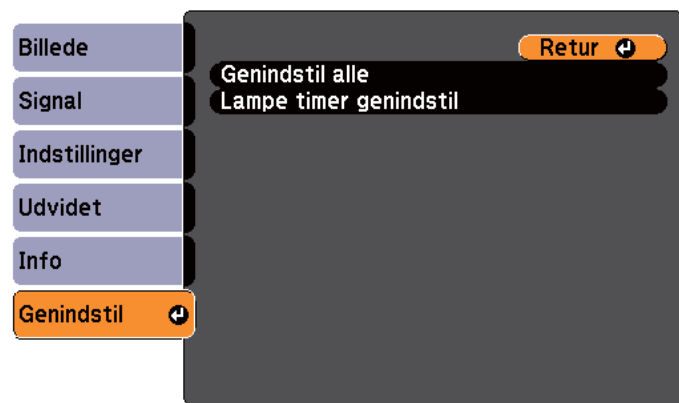 Billede
Signal
Indstillinger
Udvidet
Info
Genindstil
Retur
Genindstil alle
Lampe timer genindstil